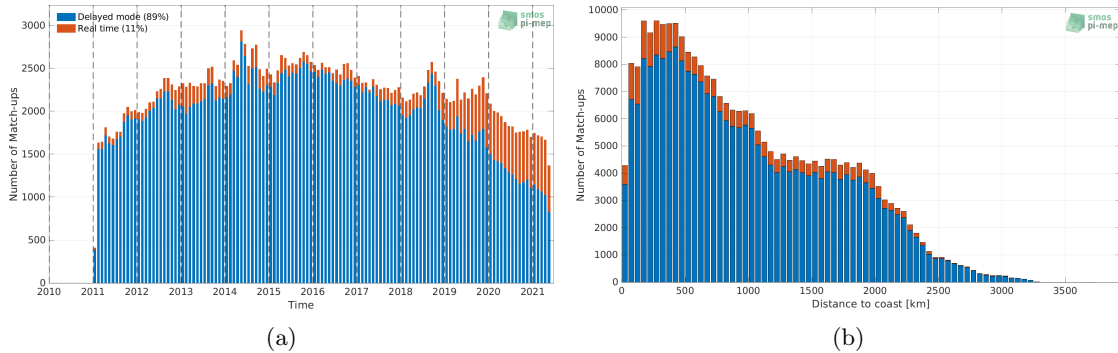 Delayed mode (89%)
Real time (11%)
smos
pi-mep
3000
2500
2000
1500
1000
500
0
Number of Match-ups
2010 2011 2012 2013 2014 2015 2016 2017 2018 2019 2020 2021
Time
(a)
smos
pi-mep
10000
9000
8000
7000
6000
5000
4000
3000
2000
1000
0
Number of Match-ups
0 500 1000 1500 2000 2500 3000 3500
Distance to coast [km]
(b)